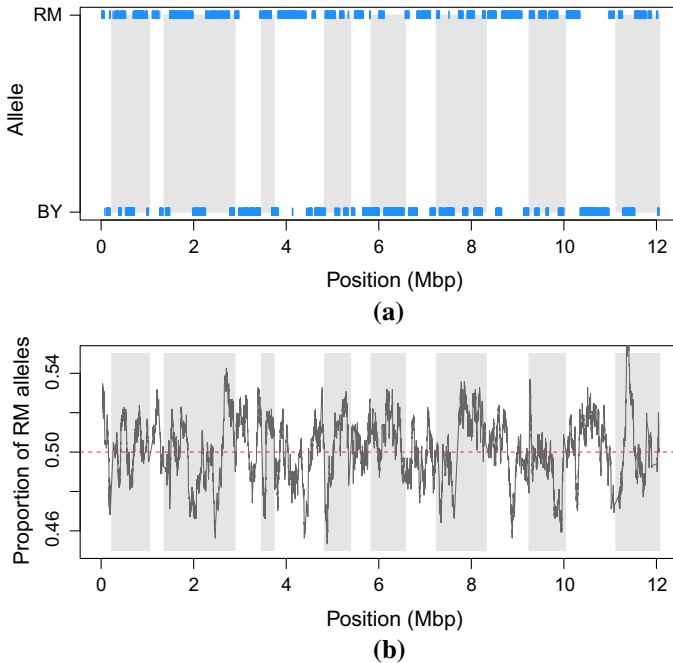 RM
Allele
BY
0 2 4 6 8 10 12
Position (Mbp)
(a)
Proportion of RM alleles
0.54
0.50
0.46
0 2 4 6 8 10 12
Position (Mbp)
(b)